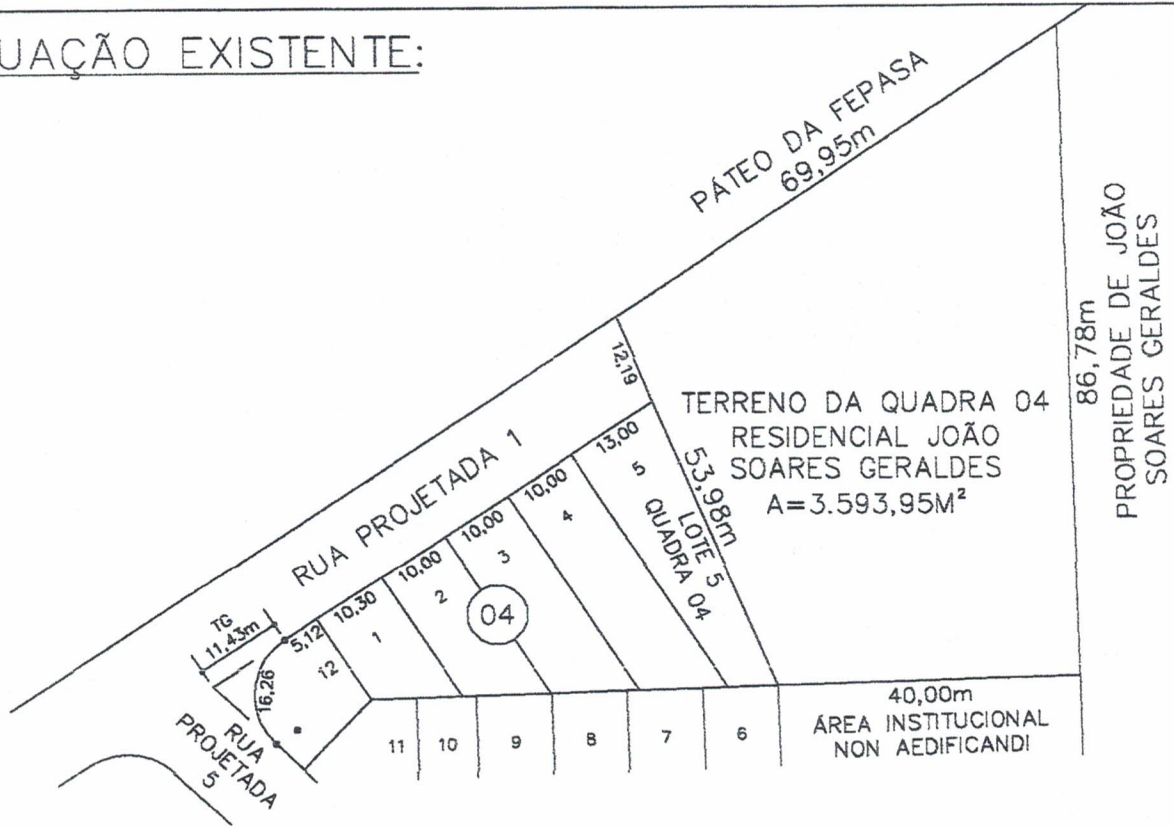 UAÇÃO EXISTENTE:
PÁTEO DA FEPASA
69,95m
86,78m
PROPRIEDADE DE JOÃO
SOARES GERALDES
12,19
TERRENO DA QUADRA 04
RESIDENCIAL JOÃO
SOARES GERALDES
A=3.593,95M²
53,98m
RUA PROJETADA 1
13,00
5
LOTE 5
QUADRA 04
10,00
4
10,00
3
10,00
2
04
10,30
1
5,12
12
TG
11,43m
16,26
RUA
PROJETADA
5
11
10
9
8
7
6
40,00m
ÁREA INSTITUCIONAL
NON AEDIFICANDI